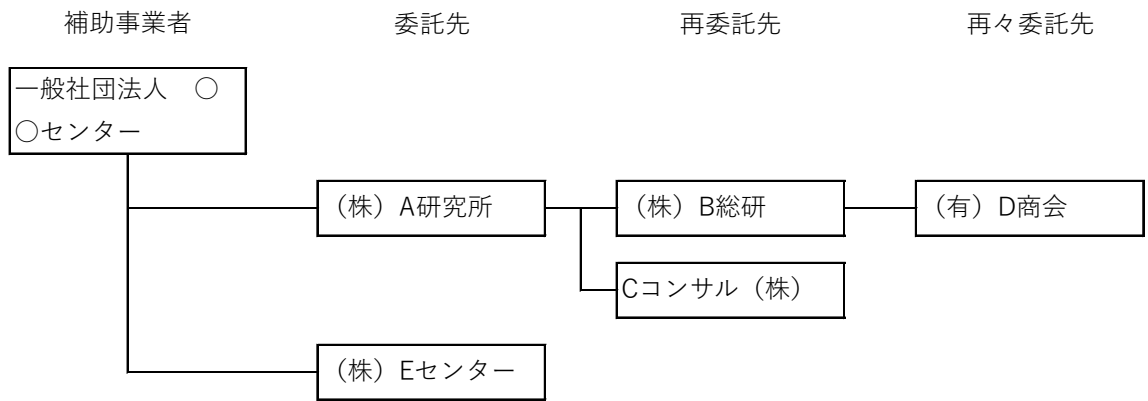 補助事業者 委託先 再委託先 再々委託先
一般社団法人　○
○センター
（株）A研究所 （株）B総研 （有）D商会
Cコンサル（株）
（株）Eセンター